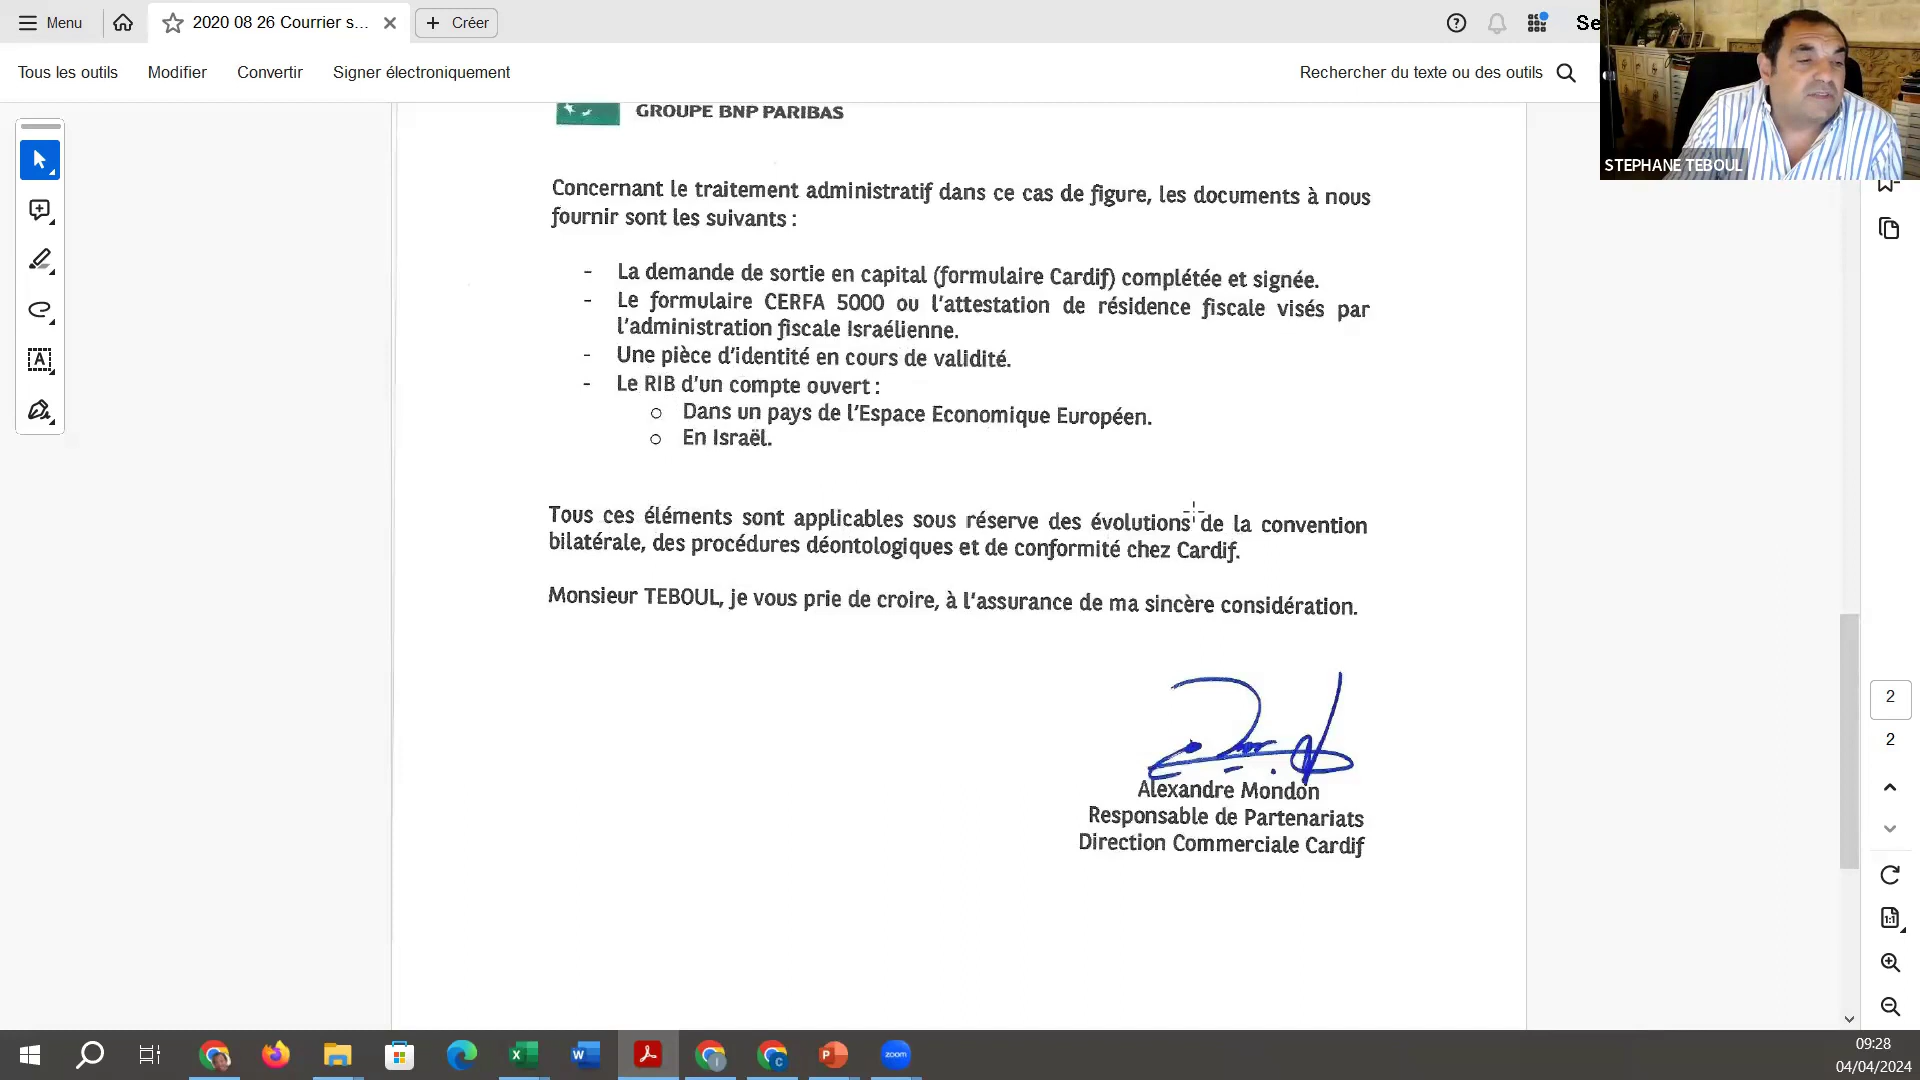 Menu
2020 08 26 Courrier s...
Créer
Se
Tous les outils
Modifier
Convertir
Signer électroniquement
Rechercher du texte ou des outils
STEPHANE TEBOUL
GROUPE BNP PARIBAS
Concernant le traitement administratif dans ce cas de figure, les documents à nous
fournir sont les suivants :
- La demande de sortie en capital (formulaire Cardif) complétée et signée.
- Le formulaire CERFA 5000 ou l'attestation de résidence fiscale visés par
l'administration fiscale Israélienne.
- Une pièce d'identité en cours de validité.
- Le RIB d'un compte ouvert :
o Dans un pays de l'Espace Economique Européen.
o En Israël.
Tous ces éléments sont applicables sous réserve des évolutions de la convention
bilatérale, des procédures déontologiques et de conformité chez Cardif.
Monsieur TEBOUL, je vous prie de croire, à l'assurance de ma sincère considération.
Alexandre Mondon
Responsable de Partenariats
Direction Commerciale Cardif
2
2
09:28
04/04/2024